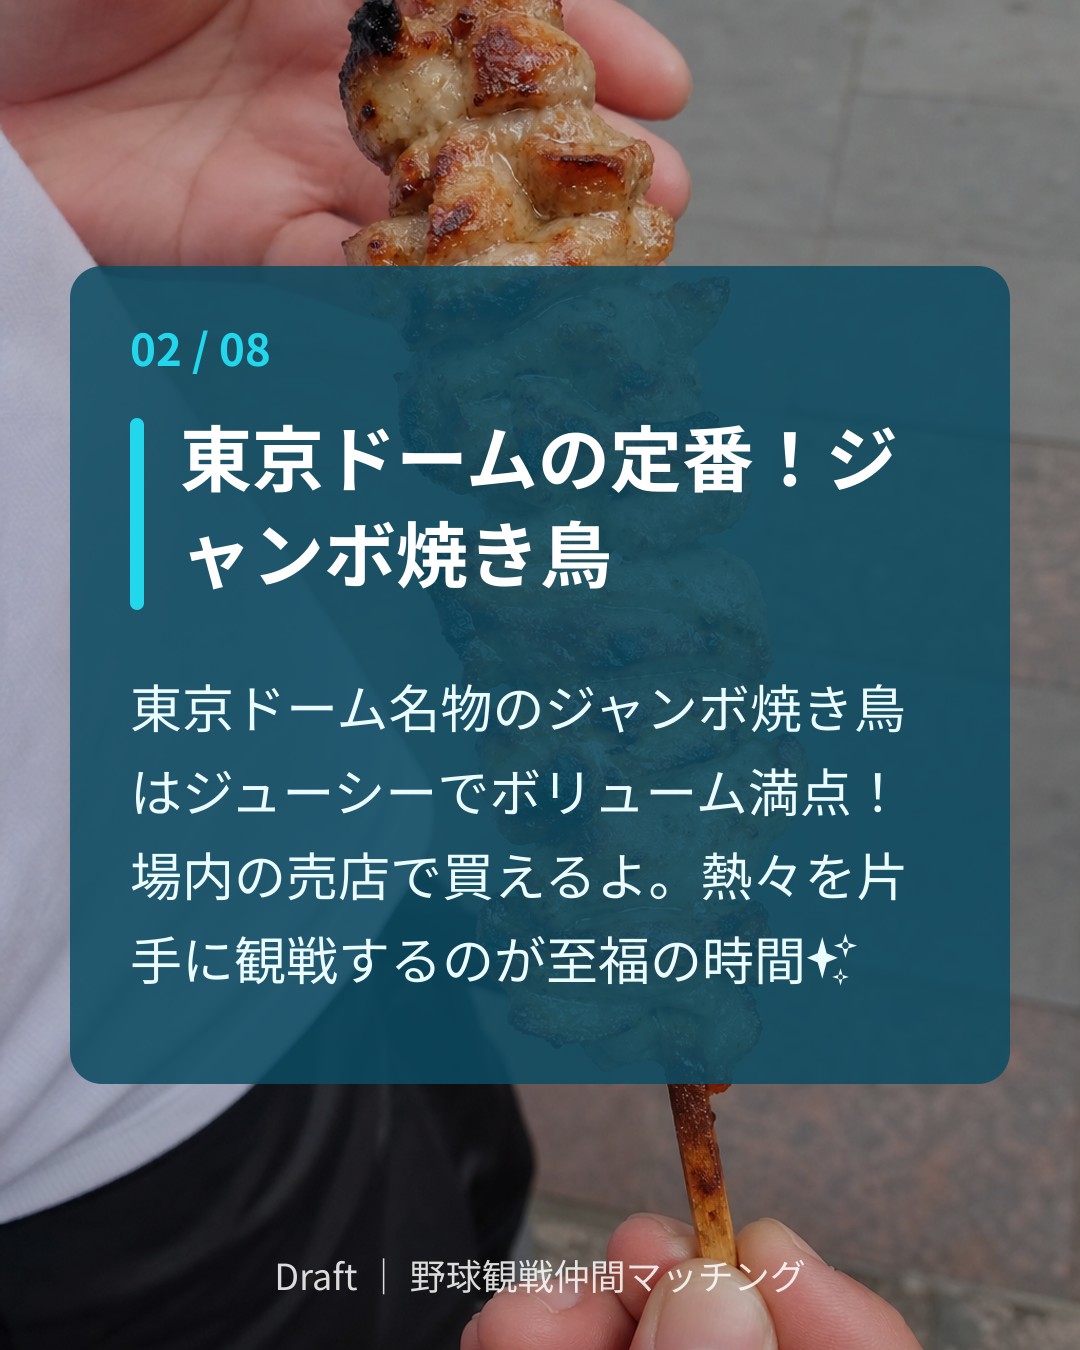 02 / 08
東京ドームの定番！ジ
ャンボ焼き鳥
東京ドーム名物のジャンボ焼き鳥
はジューシーでボリューム満点！
場内の売店で買えるよ。熱々を片
手に観戦するのが至福の時間✨
Draft ｜ 野球観戦仲間マッチング